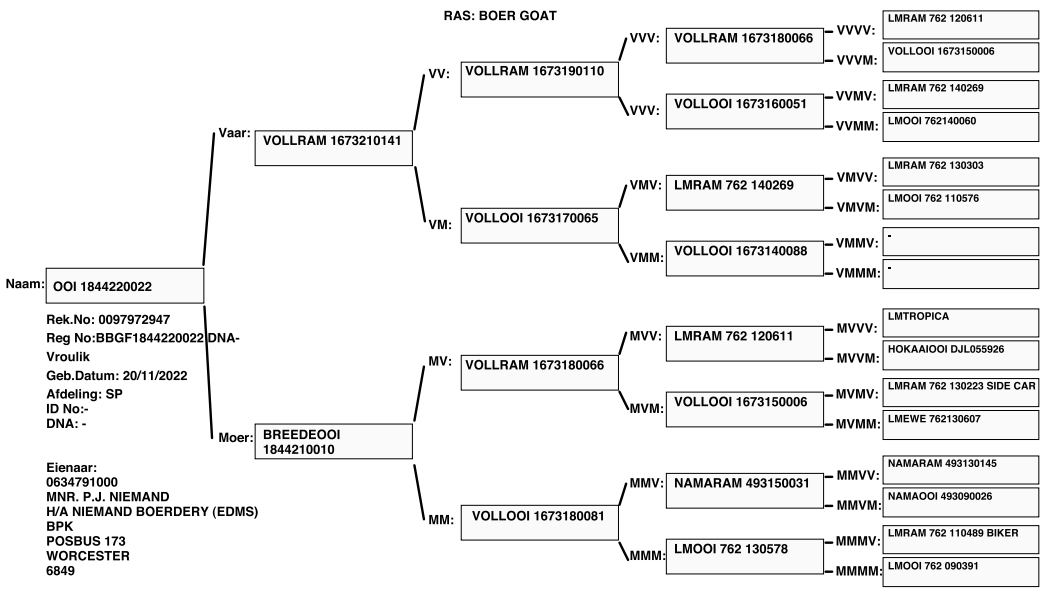 RAS: BOER GOAT
Naam: OOI 1844220022
Rek.No: 0097972947
Reg No:BBGF1844220022 DNA-
Vroulik
Geb.Datum: 20/11/2022
Afdeling: SP
ID No:-
DNA: -
Eienaar:
0634791000
MNR. P.J. NIEMAND
H/A NIEMAND BOERDERY (EDMS)
BPK
POSBUS 173
WORCESTER
6849
Vaar: VOLLRAM 1673210141
Moer: BREEDEOOI
1844210010
VV: VOLLRAM 1673190110
VM: VOLLOOI 1673170065
MV: VOLLRAM 1673180066
MM: VOLLOOI 1673180081
VVV: VOLLRAM 1673180066
VVV: VOLLOOI 1673160051
VMV: LMRAM 762 140269
VMM: VOLLOOI 1673140088
MVV: LMRAM 762 120611
MVM: VOLLOOI 1673150006
MMV: NAMARAM 493150031
MMM: LMOOI 762 130578
VVVV: LMRAM 762 120611
VVVM: VOLLOOI 1673150006
VVMV: LMRAM 762 140269
VVMM: LMOOI 762140060
VMVV: LMRAM 762 130303
VMVM: LMOOI 762 110576
VMMV: -
VMMM: -
MVVV: LMTROPICA
MVVM: HOKAAIOOI DJL055926
MVMV: LMRAM 762 130223 SIDE CAR
MVMM: LMEWE 762130607
MMVV: NAMARAM 493130145
MMVM: NAMAOOI 493090026
MMMV: LMRAM 762 110489 BIKER
MMMM: LMOOI 762 090391